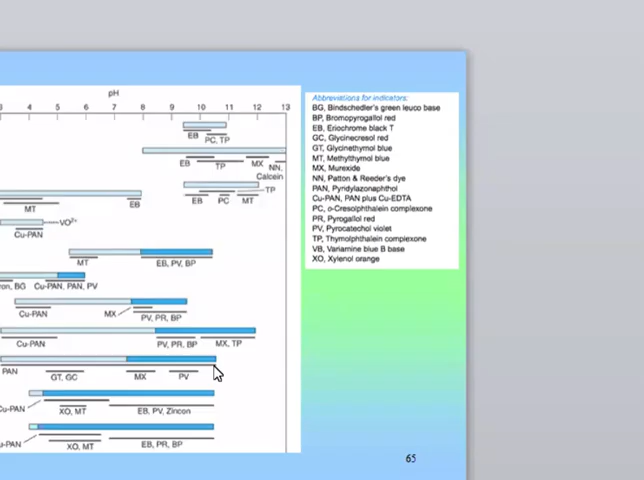 pH
3 4 5 6 7 8 9 10 11 12 13
EB
PC, TP
EB TP MX NN,
Calcein
TP
EB PC MT
MT EB
VO²⁺
Cu-PAN
MT EB, PV, BP
ron, BG Cu-PAN, PAN, PV
Cu-PAN MX PV, PR, BP
Cu-PAN PV, PR, BP MX, TP
PAN GT, GC MX PV
Cu-PAN XO, MT EB, PV, Zincon
u-PAN XO, MT EB, PR, BP
Abbreviations for indicators:
BG, Bindschedler's green leuco base
BP, Bromopyrogallol red
EB, Eriochrome black T
GC, Glycinecresol red
GT, Glycinethymol blue
MT, Methylthymol blue
MX, Murexide
NN, Patton & Reeder's dye
PAN, Pyridylazonaphthol
Cu-PAN, PAN plus Cu-EDTA
PC, o-Cresolphthalein complexone
PR, Pyrogallol red
PV, Pyrocatechol violet
TP, Thymolphthalein complexone
VB, Variamine blue B base
XO, Xylenol orange
65